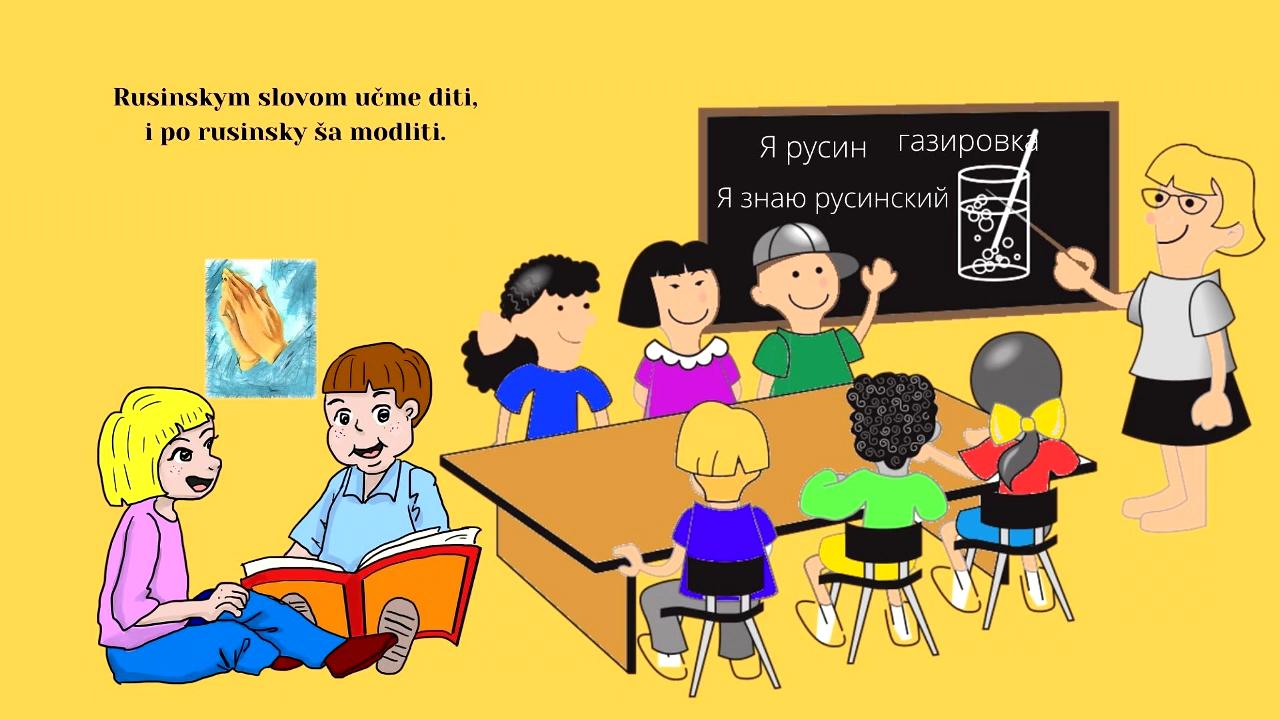 Rusinskym slovom učme diti,
i po rusinsky ša modliti.
Я русин газировка
Я знаю русинский